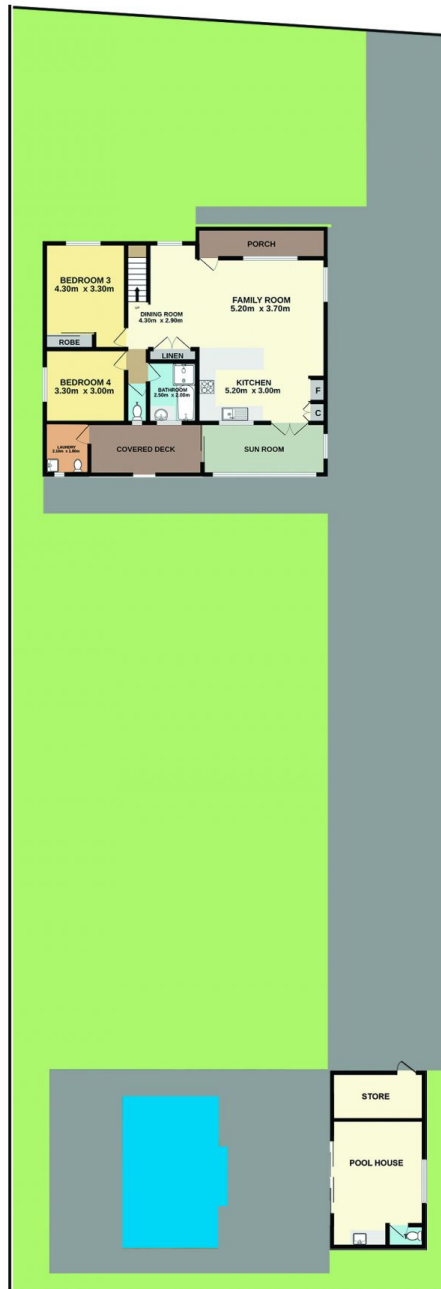 PORCH
BEDROOM 3
4.30m x 3.30m
FAMILY ROOM
5.20m x 3.70m
DINING ROOM
4.30m x 2.90m
ROBE
LINEN
BEDROOM 4
3.30m x 3.00m
BATHROOM
2.50m x 2.00m
KITCHEN
5.20m x 3.00m
F
C
LAUNDRY
COVERED DECK
SUN ROOM
STORE
POOL HOUSE